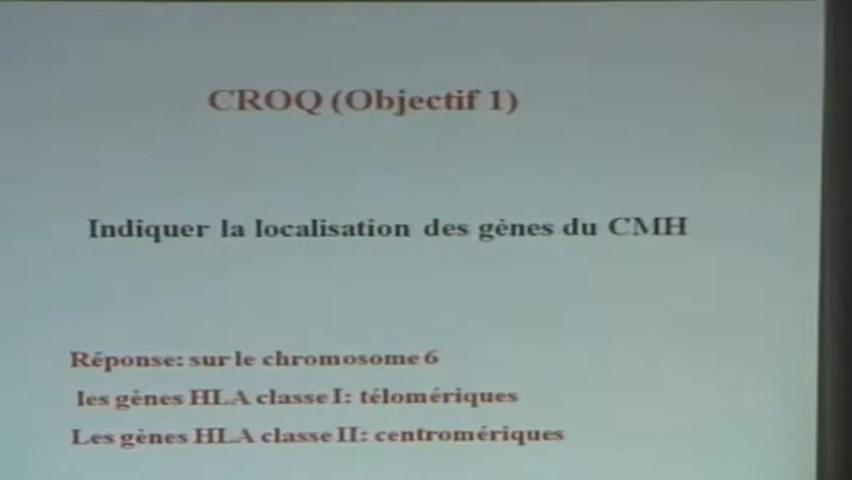 CROQ (Objectif 1)
Indiquer la localisation des gènes du CMH
Réponse: sur le chromosome 6
les gènes HLA classe I: télomériques
Les gènes HLA classe II: centromériques